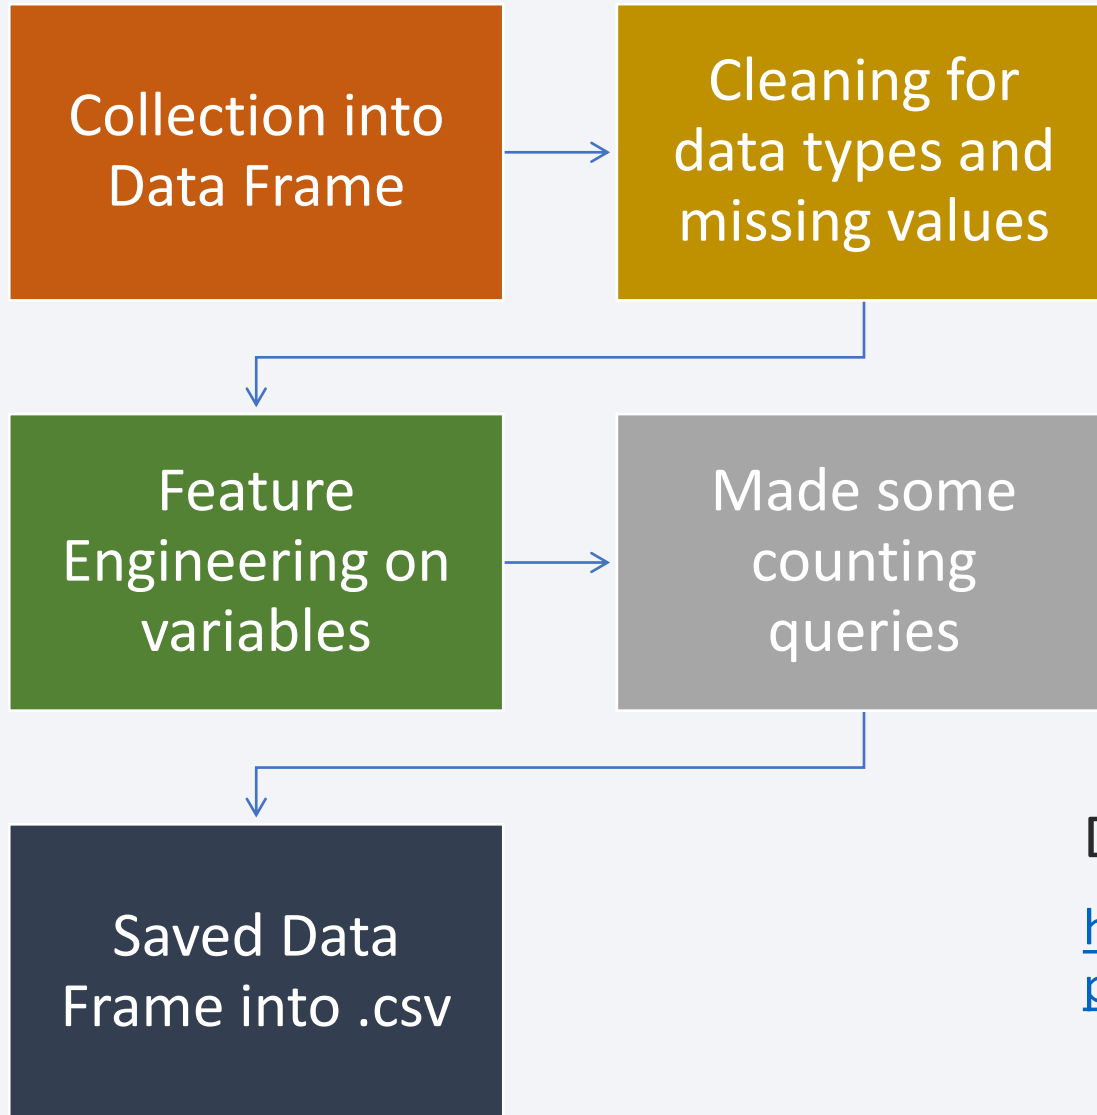 Collection into
Data Frame
Cleaning for
data types and
missing values
Feature
Engineering on
variables
Made some
counting
queries
Saved Data
Frame into .csv